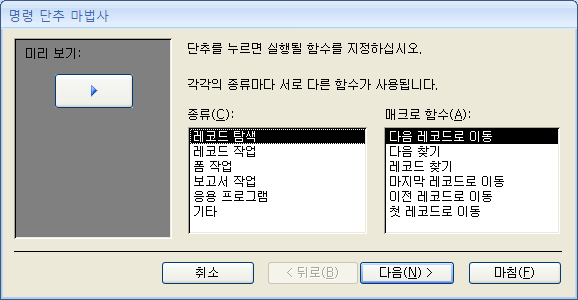 명령 단추 마법사
미리 보기:
단추를 누르면 실행될 함수를 지정하십시오.
각각의 종류마다 서로 다른 함수가 사용됩니다.
종류(C):
레코드 탐색
레코드 작업
폼 작업
보고서 작업
응용 프로그램
기타
매크로 함수(A):
다음 레코드로 이동
다음 찾기
레코드 찾기
마지막 레코드로 이동
이전 레코드로 이동
첫 레코드로 이동
취소
< 뒤로(B)
다음(N) >
마침(F)